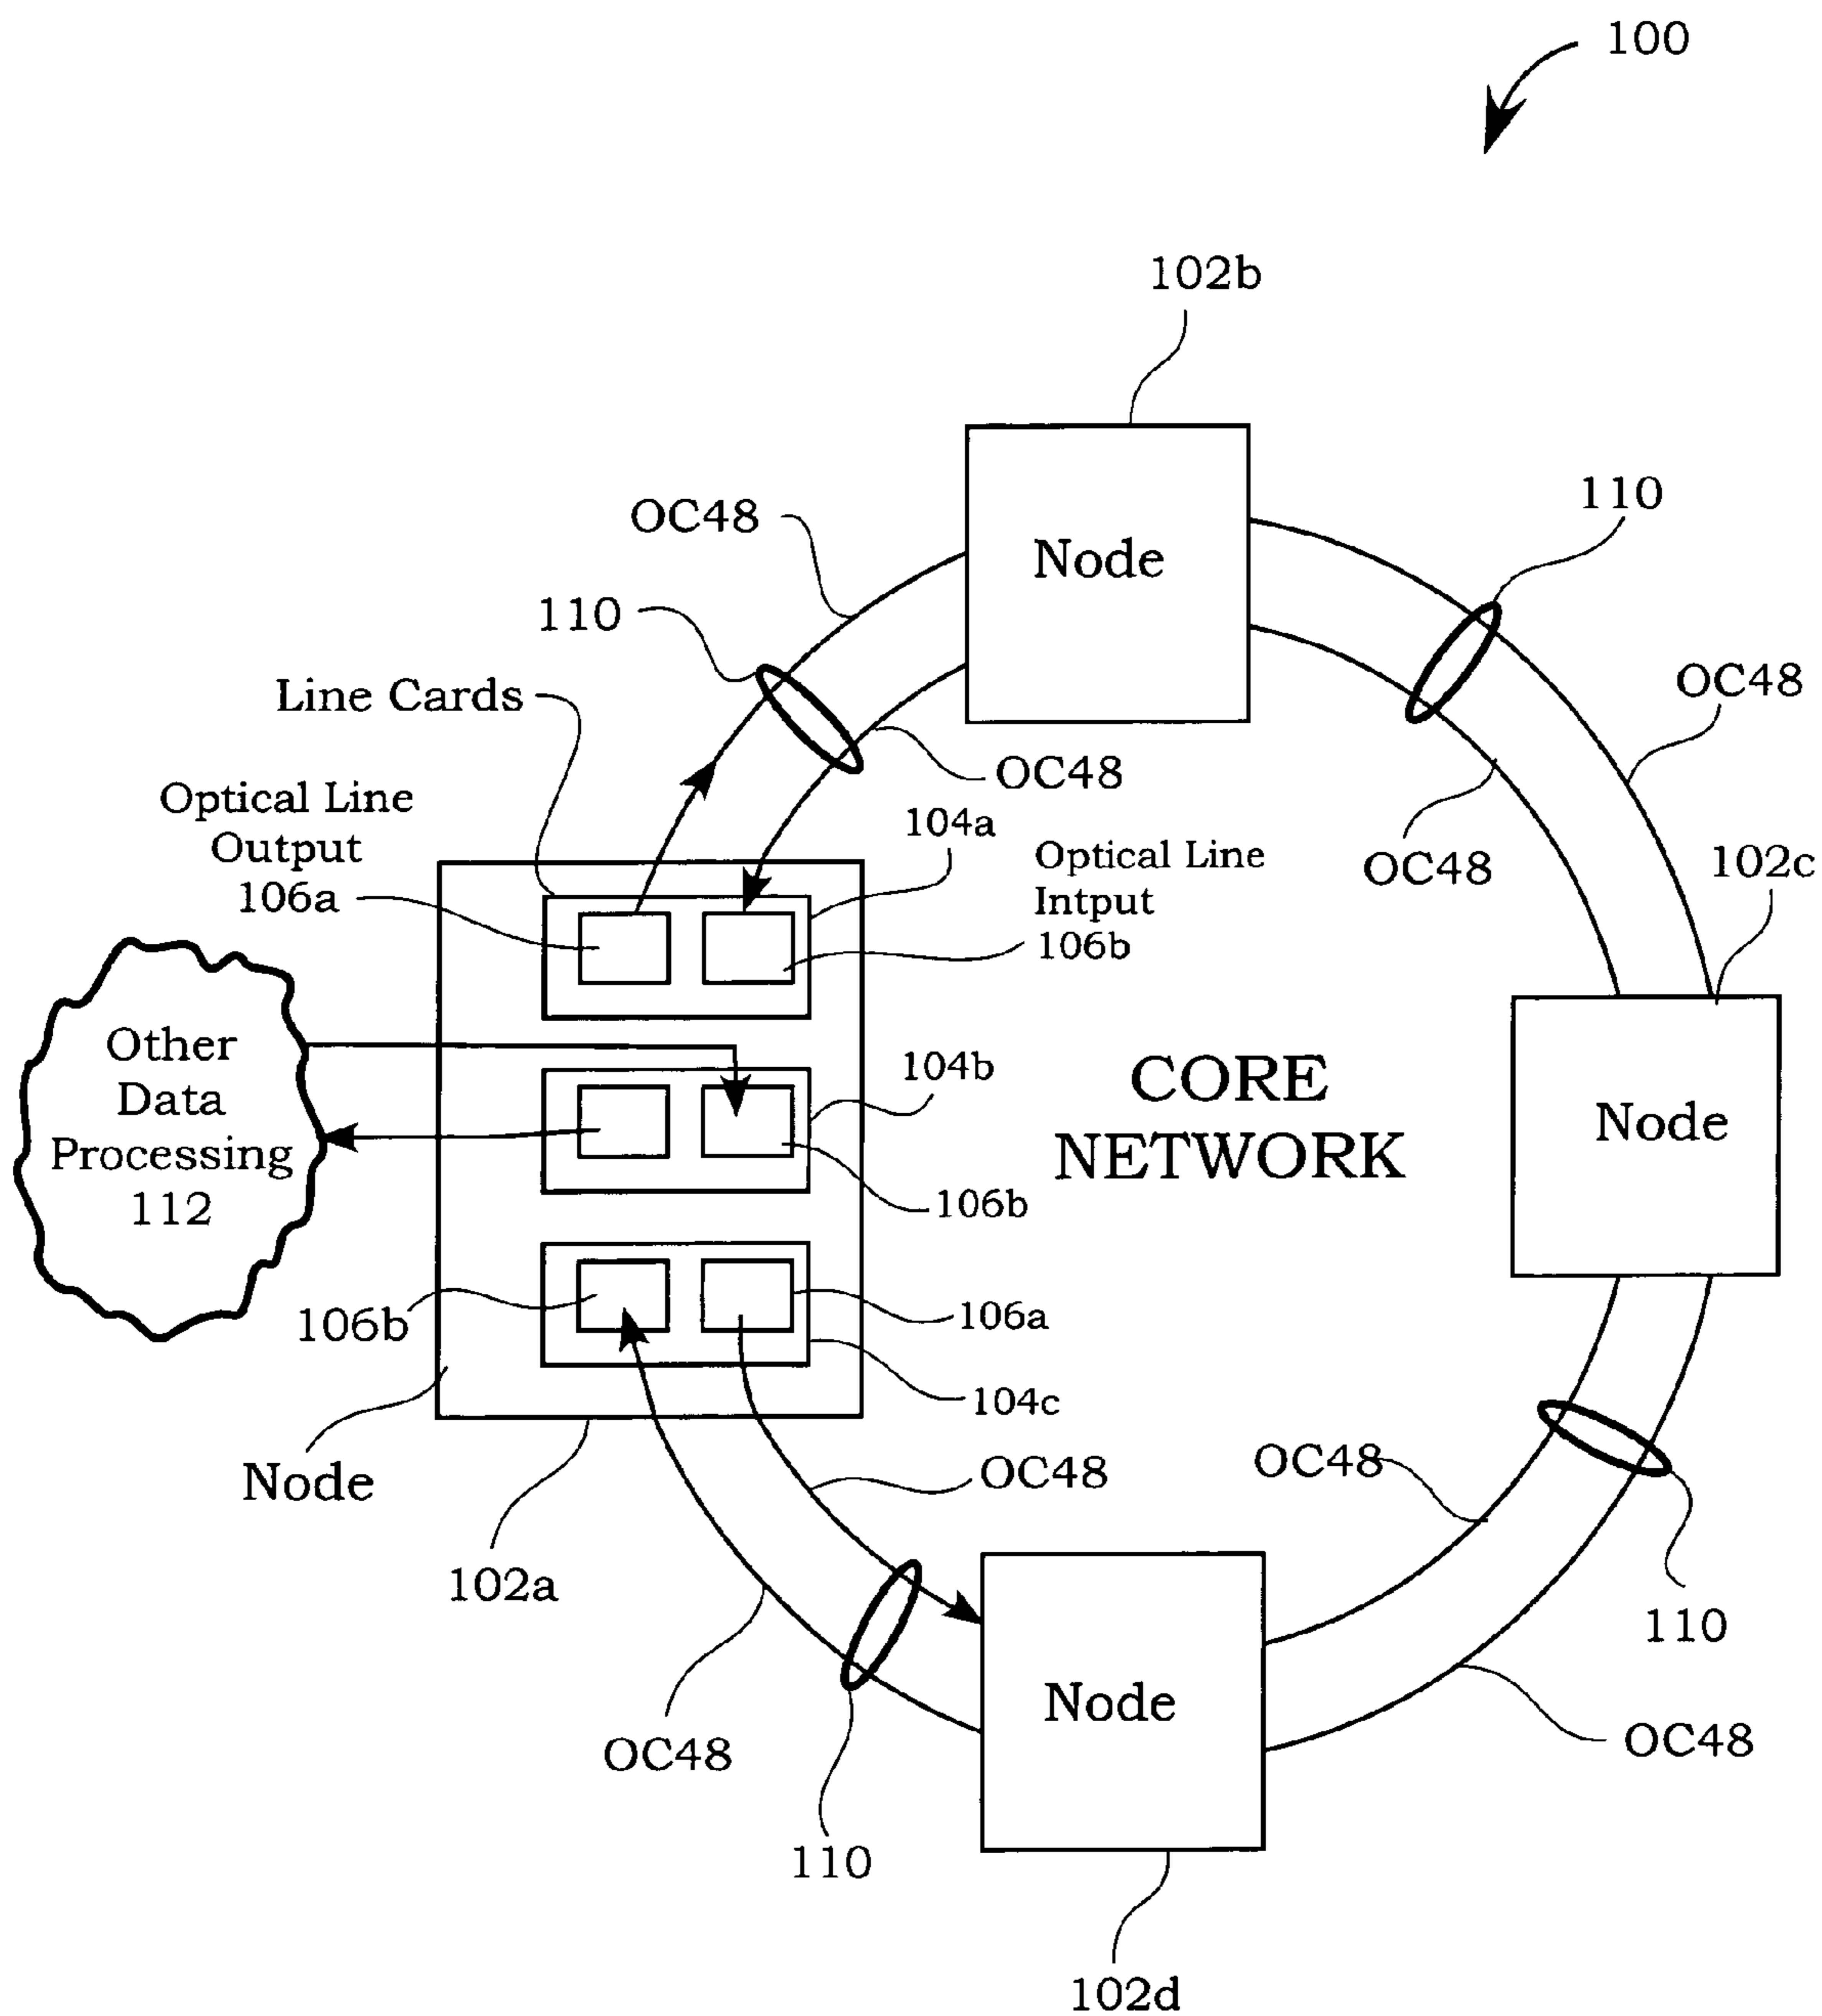 100
102b
OC48
110
Node
110
Line Cards
OC48
OC48
Optical Line
Output
106a
104a
Optical Line
Intput
106b
OC48
102c
Other
Data
Processing
112
104b
CORE
NETWORK
Node
106b
106b
106a
104c
Node
OC48
OC48
102a
110
Node
OC48
OC48
110
102d